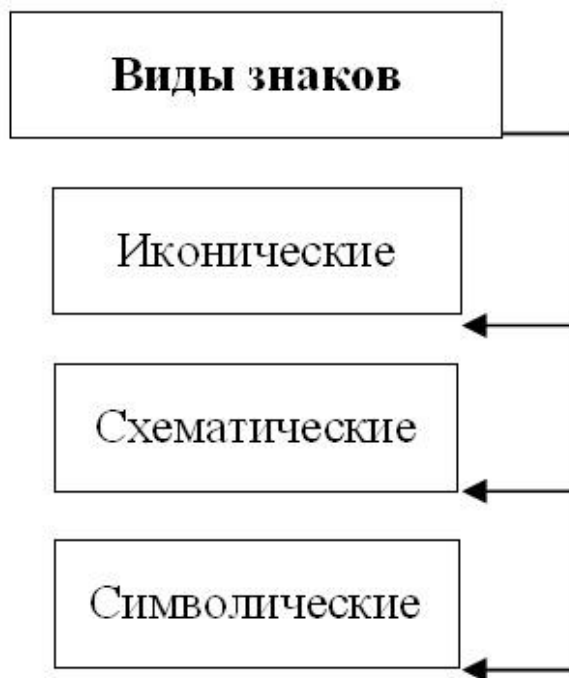 Виды знаков
Иконические
Схематические
Символические